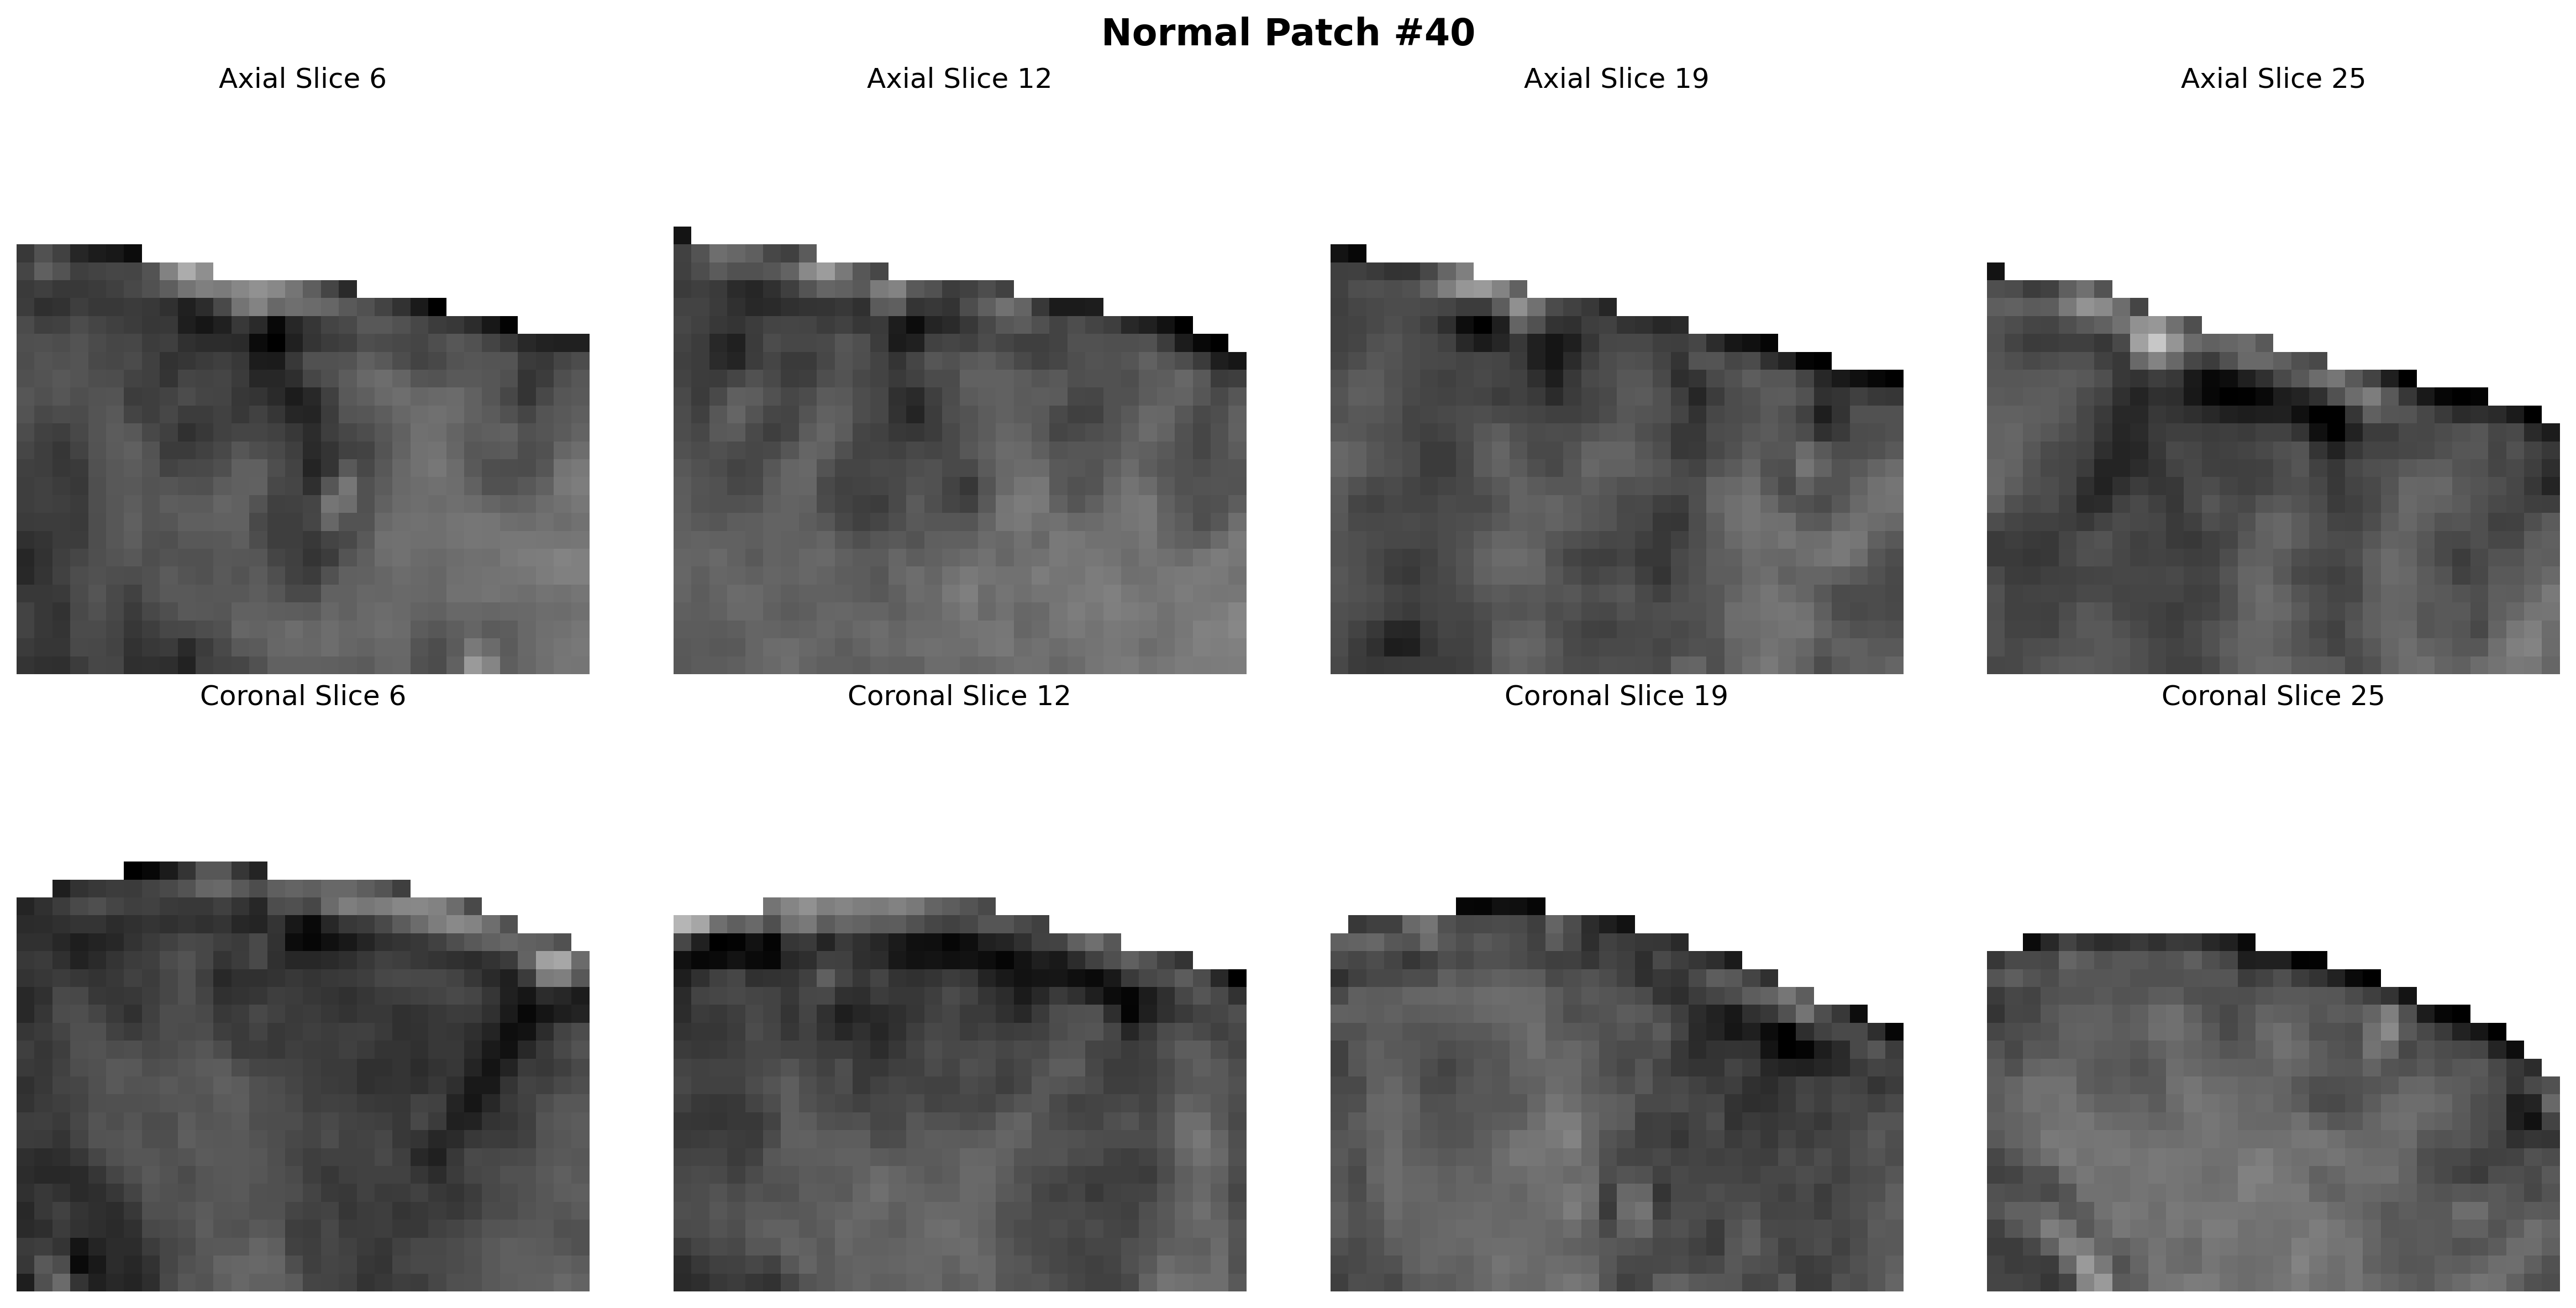 Normal Patch #40
Axial Slice 6
Axial Slice 12
Axial Slice 19
Axial Slice 25
Coronal Slice 6
Coronal Slice 12
Coronal Slice 19
Coronal Slice 25